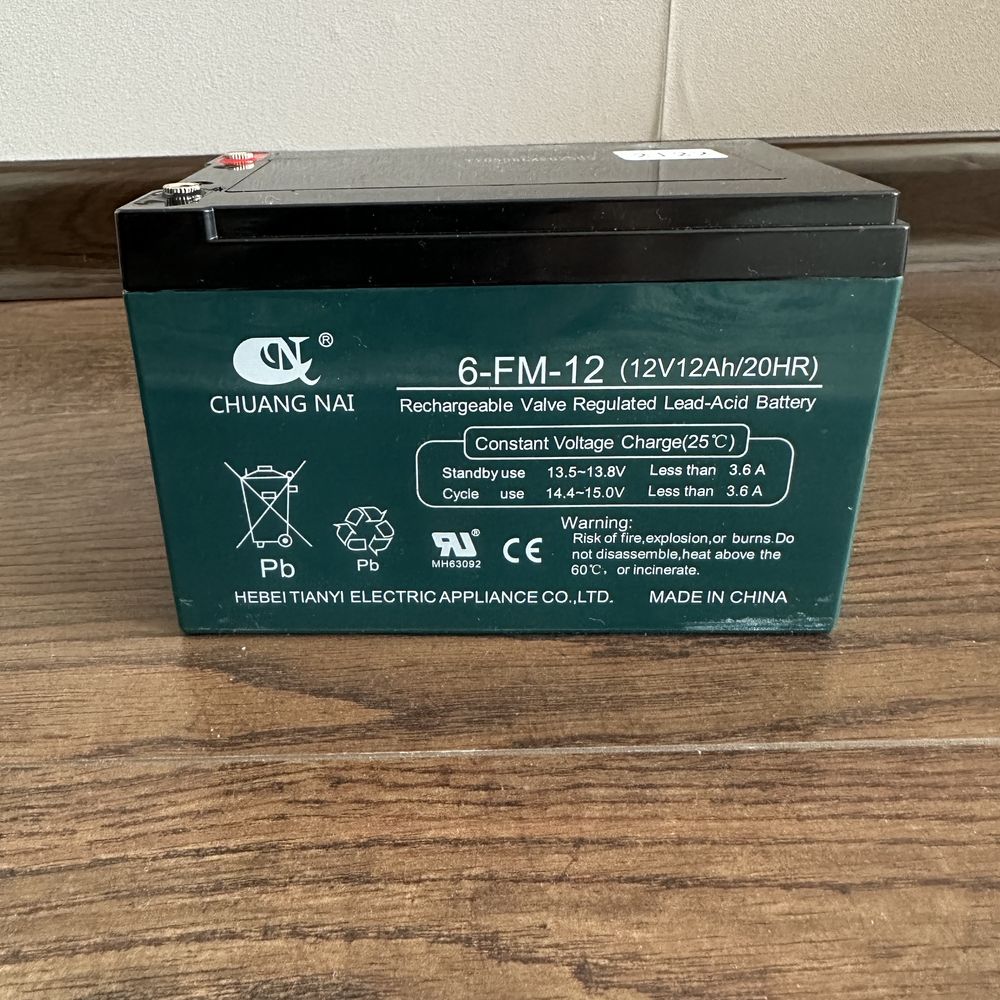 CN®
CHUANG NAI
6-FM-12 (12V12Ah/20HR)
Rechargeable Valve Regulated Lead-Acid Battery
Constant Voltage Charge(25℃)
Standby use 13.5~13.8V Less than 3.6 A
Cycle use 14.4~15.0V Less than 3.6 A
Pb
Pb
MH63092
CE
Warning:
Risk of fire,explosion,or burns.Do
not disassemble,heat above the
60℃, or incinerate.
HEBEI TIANYI ELECTRIC APPLIANCE CO.,LTD. MADE IN CHINA